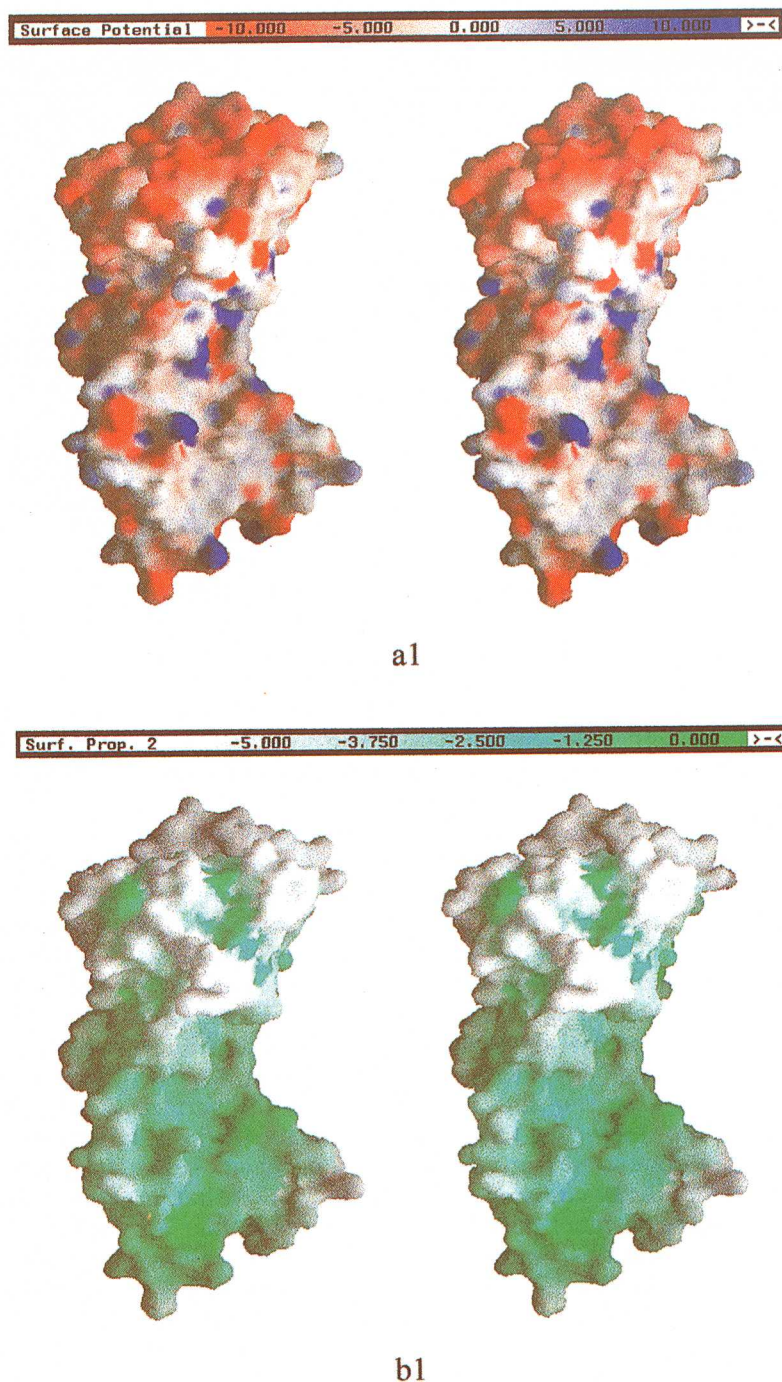 Surface Potential -10.000 -5.000 0.000 5.000 10.000 >-<
a1
Surf. Prop. 2 -5.000 -3.750 -2.500 -1.250 0.000 >-<
b1